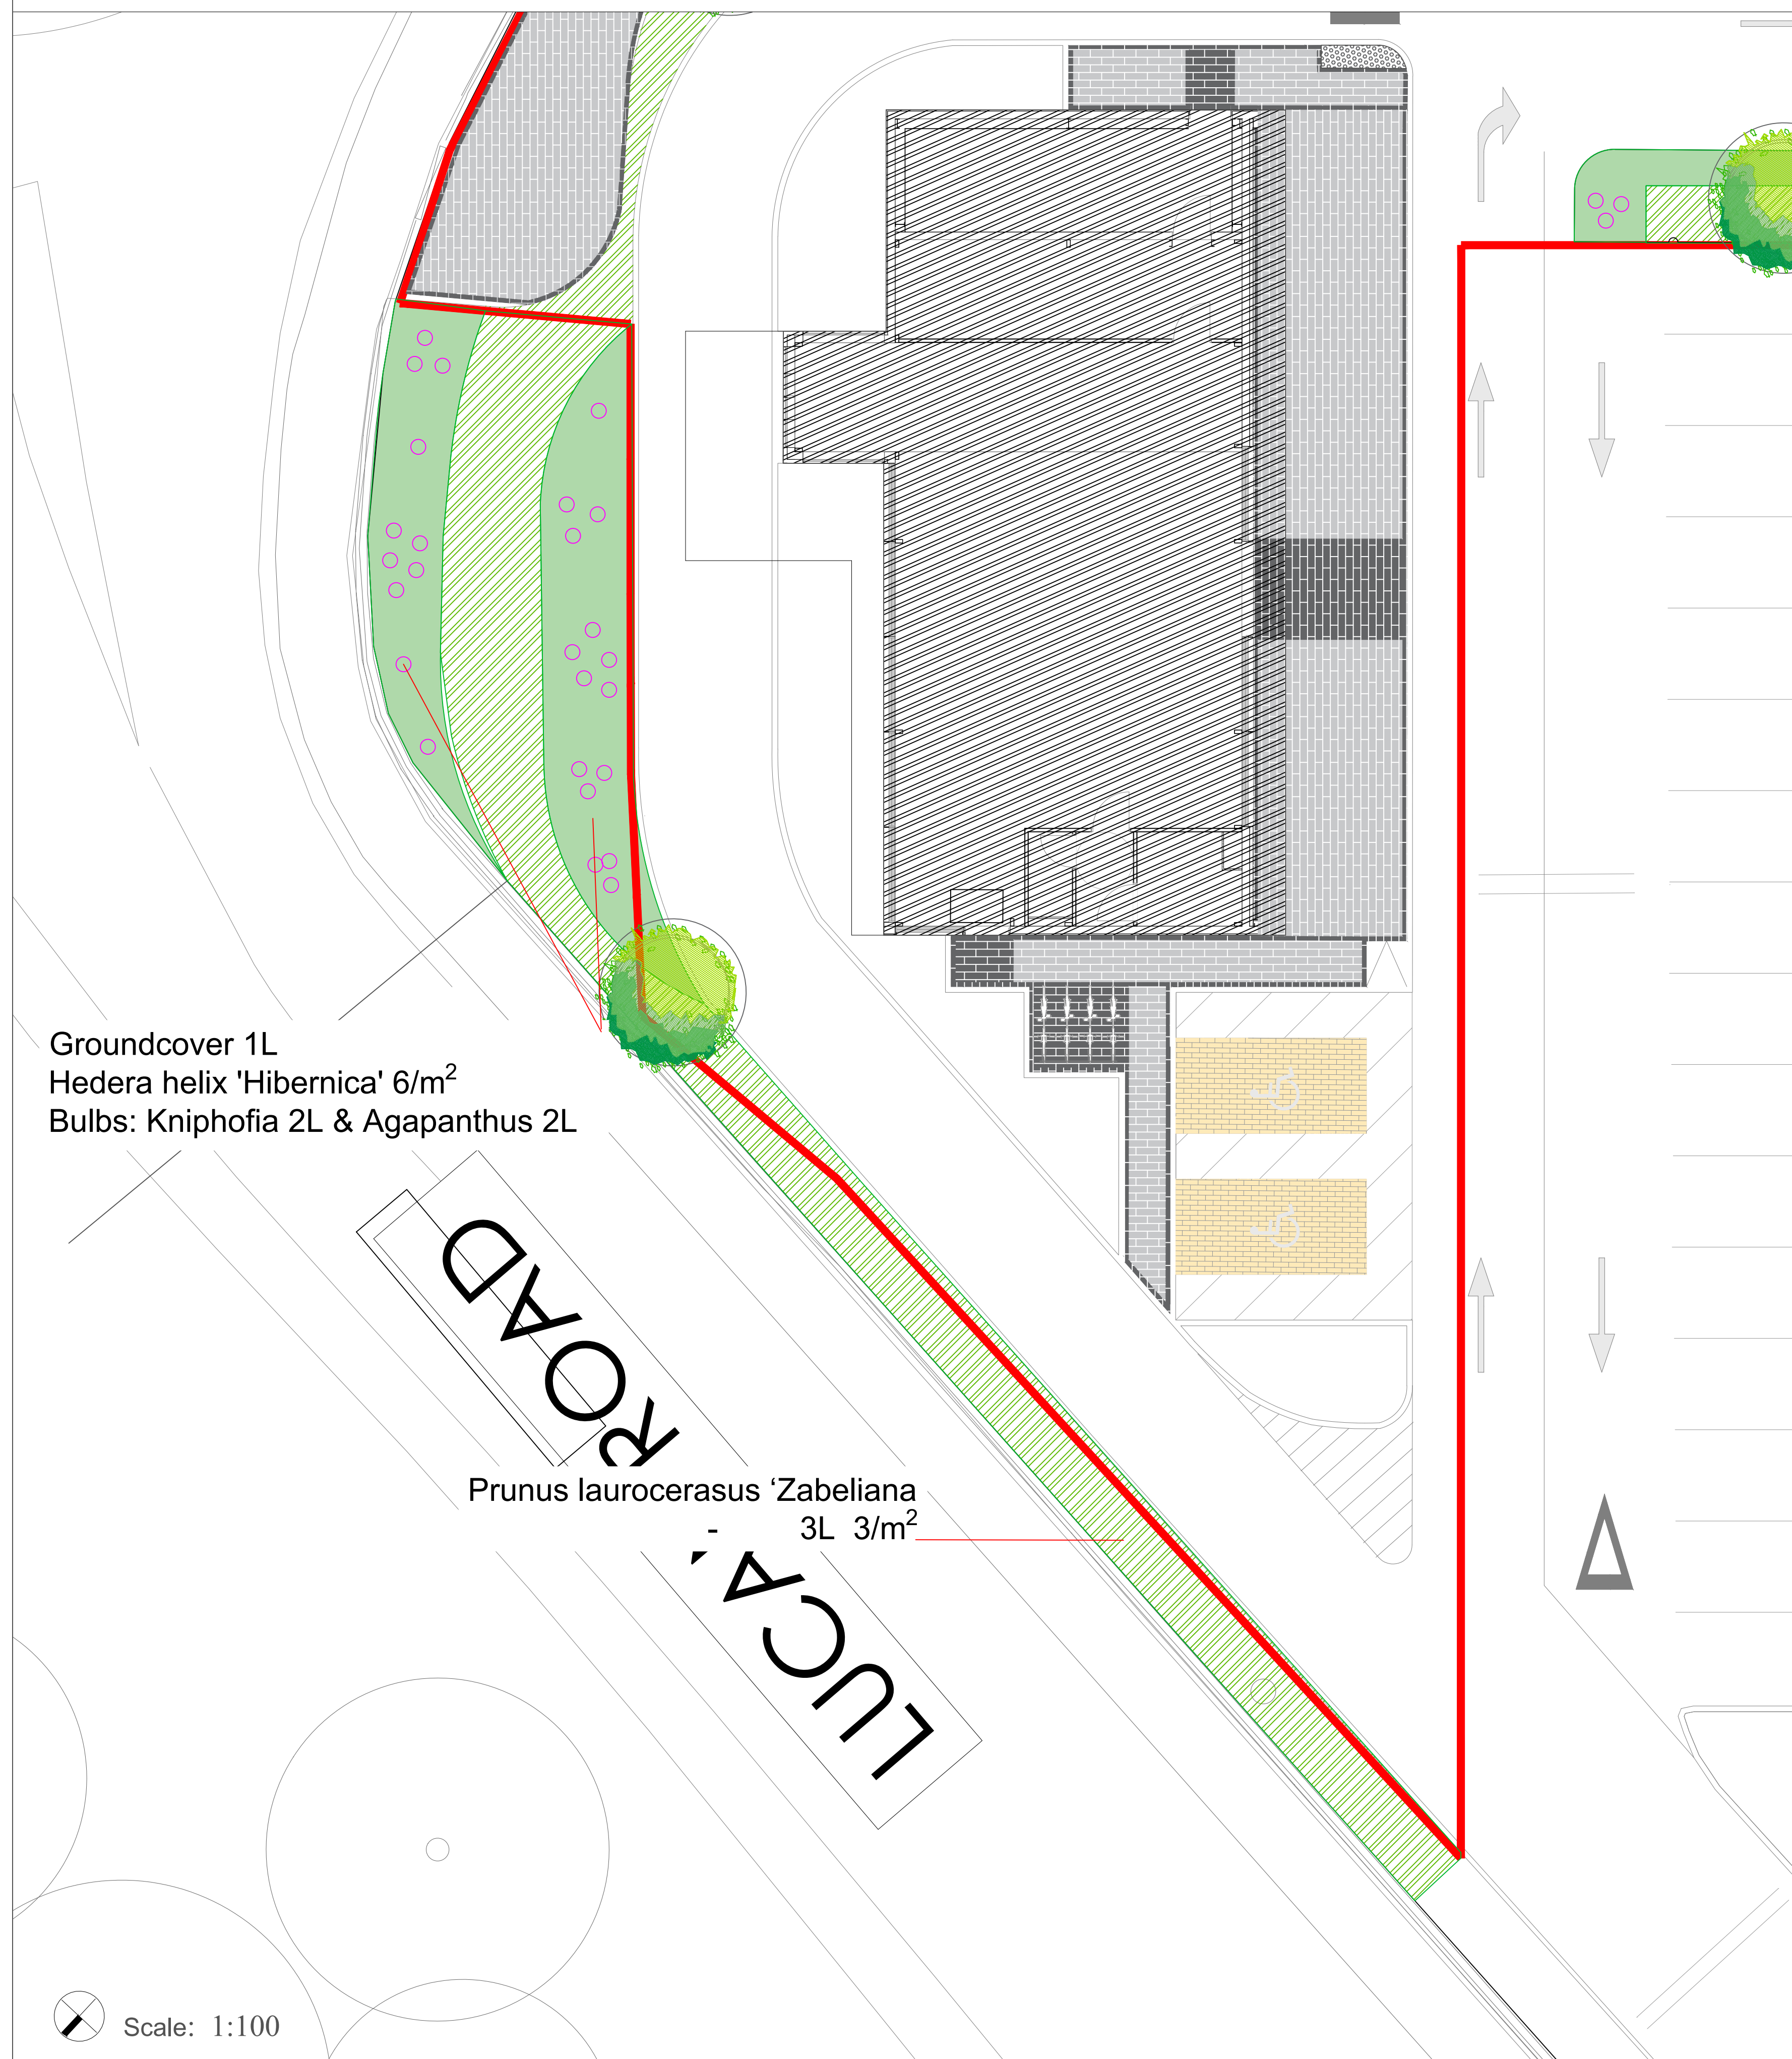 Groundcover 1L
Hedera helix 'Hibernica' 6/m²
Bulbs: Kniphofia 2L & Agapanthus 2L
ROAD
Prunus laurocerasus ‘Zabeliana
- 3L 3/m²
Scale: 1:100